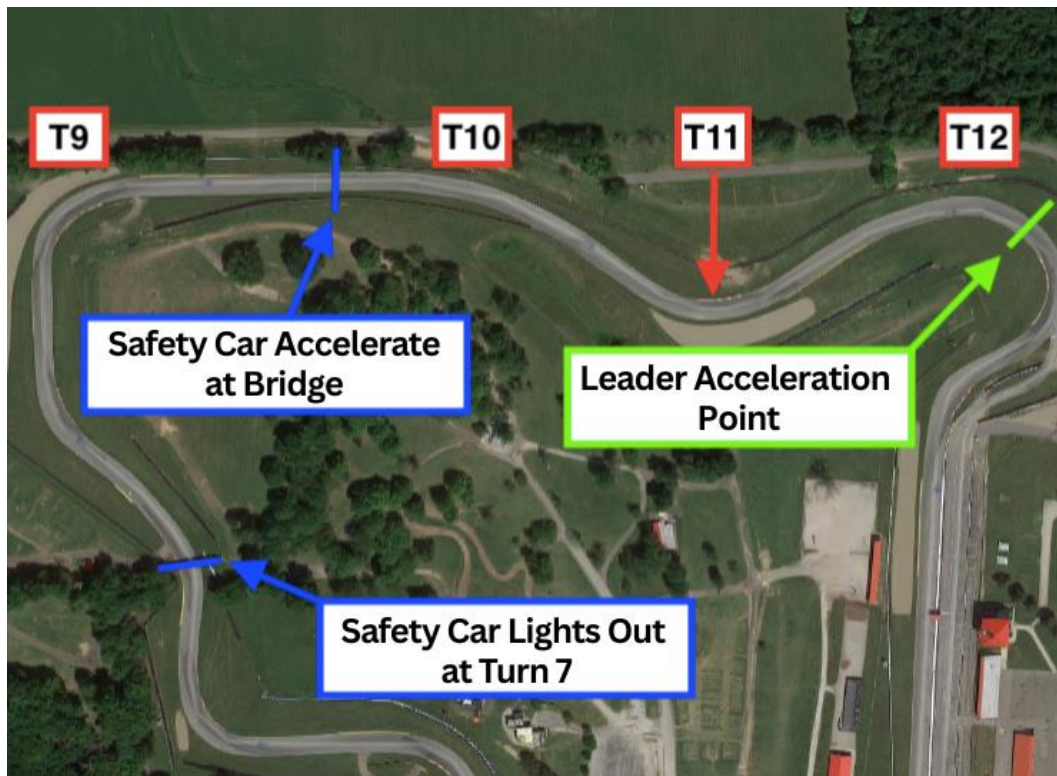 T9
T10
T11
T12
Safety Car Accelerate
at Bridge
Leader Acceleration
Point
Safety Car Lights Out
at Turn 7